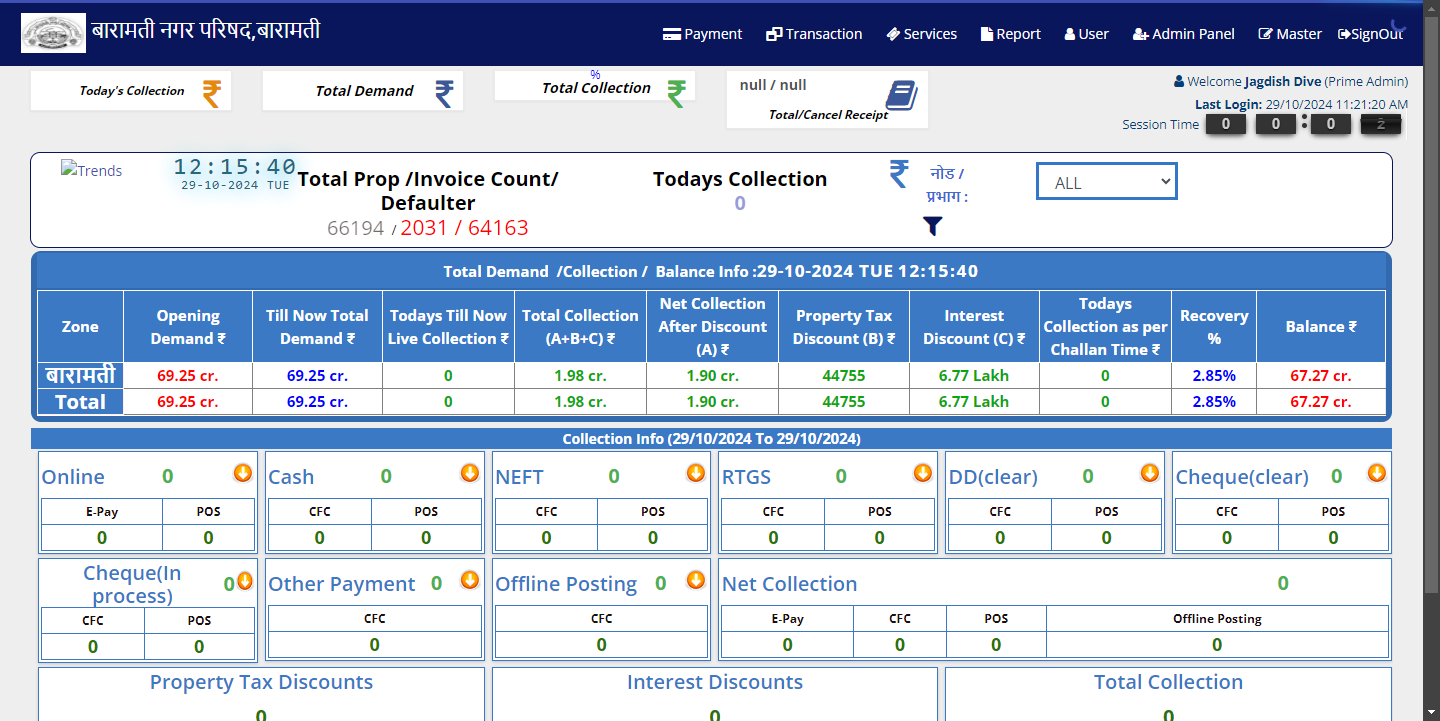 बारामती नगर परिषद,बारामती
Payment Transaction Services Report User Admin Panel Master SignOut
Today's Collection
Total Demand
%
Total Collection
null / null
Total/Cancel Receipt
Welcome Jagdish Dive (Prime Admin)
Last Login: 29/10/2024 11:21:20 AM
Session Time 0 0 : 0 2
Trends
12:15:40
29-10-2024 TUE
Total Prop /Invoice Count/
Defaulter
66194 / 2031 / 64163
Todays Collection
0
₹
नोड /
प्रभाग :
ALL
Total Demand /Collection / Balance Info :29-10-2024 TUE 12:15:40
Zone
Opening
Demand ₹
Till Now Total
Demand ₹
Todays Till Now
Live Collection ₹
Total Collection
(A+B+C) ₹
Net Collection
After Discount
(A) ₹
Property Tax
Discount (B) ₹
Interest
Discount (C) ₹
Todays
Collection as per
Challan Time ₹
Recovery
%
Balance ₹
बारामती 69.25 cr. 69.25 cr. 0 1.98 cr. 1.90 cr. 44755 6.77 Lakh 0 2.85% 67.27 cr.
Total 69.25 cr. 69.25 cr. 0 1.98 cr. 1.90 cr. 44755 6.77 Lakh 0 2.85% 67.27 cr.
Collection Info (29/10/2024 To 29/10/2024)
Online 0
E-Pay POS
0 0
Cash 0
CFC POS
0 0
NEFT 0
CFC POS
0 0
RTGS 0
CFC POS
0 0
DD(clear) 0
CFC POS
0 0
Cheque(clear) 0
CFC POS
0 0
Cheque(In
process) 0
CFC POS
0 0
Other Payment 0
CFC
0
Offline Posting 0
CFC
0
Net Collection 0
E-Pay CFC POS Offline Posting
0 0 0 0
Property Tax Discounts
0
Interest Discounts
0
Total Collection
0